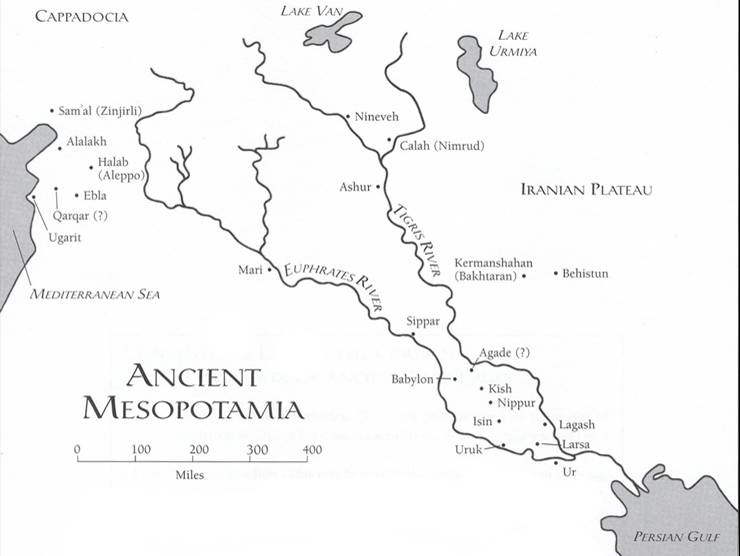 CAPPADOCIA
LAKE VAN
LAKE
URMIYA
Sam'al (Zinjirli)
Nineveh
Alalakh
Calah (Nimrud)
Halab
(Aleppo)
Ashur
IRANIAN PLATEAU
Ebla
Qarqar (?)
TIGRIS RIVER
Ugarit
Kermanshahan
(Bakhtaran)
Behistun
Mari
EUPHRATES RIVER
MEDITERRANEAN SEA
Sippar
Agade (?)
ANCIENT
MESOPOTAMIA
Babylon
Kish
Nippur
Isin
Lagash
Uruk
Larsa
0 100 200 300 400
Miles
Ur
PERSIAN GULF